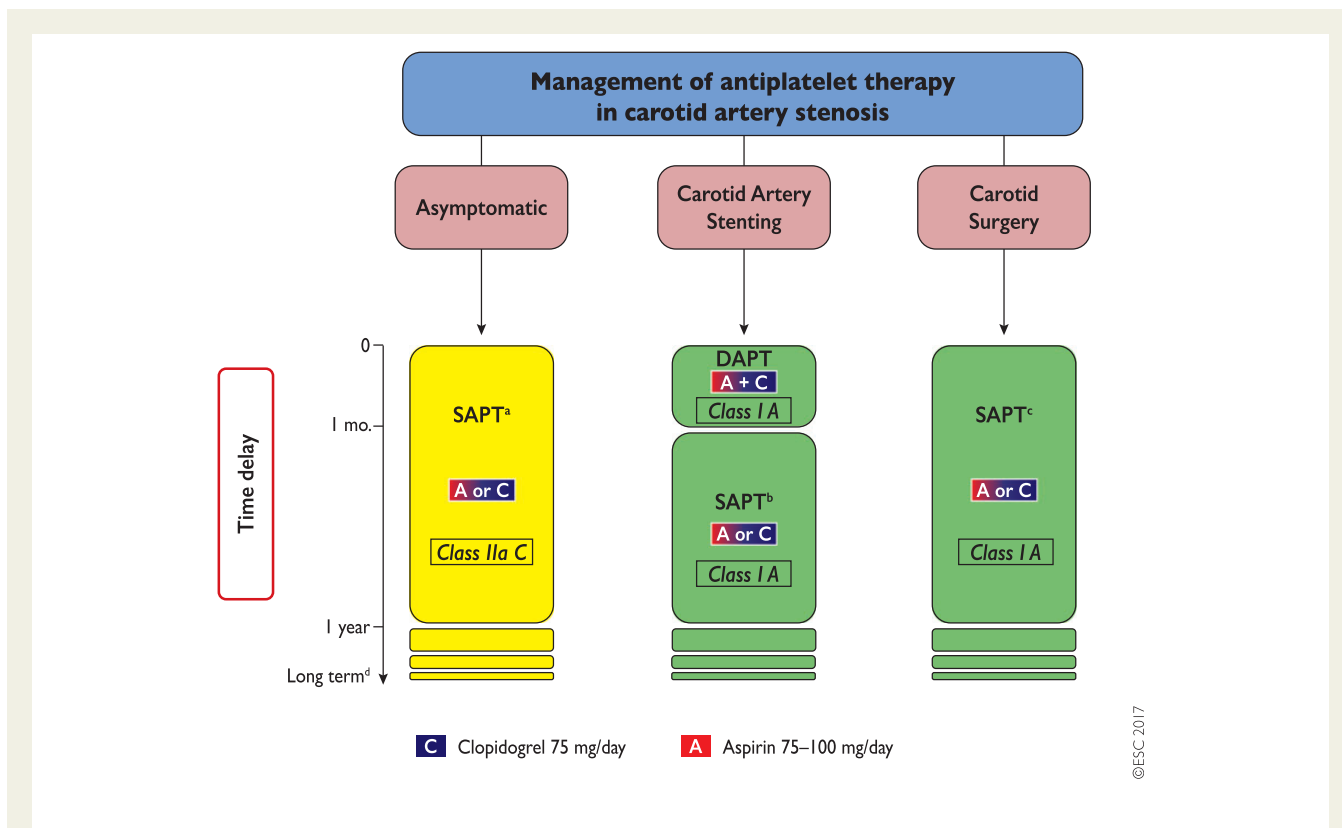 Management of antiplatelet therapy
in carotid artery stenosis
Asymptomatic
Carotid Artery
Stenting
Carotid
Surgery
Time delay
0
1 mo.
1 year
Long termᵈ
SAPTᵃ
A or C
Class IIa C
DAPT
A + C
Class I A
SAPTᵇ
A or C
Class I A
SAPTᶜ
A or C
Class I A
C Clopidogrel 75 mg/day
A Aspirin 75–100 mg/day
©ESC 2017